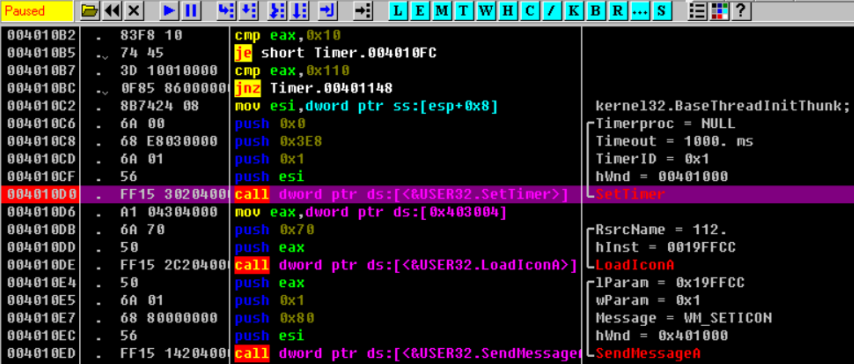 Paused L E M T W H C / K B R ... S ?
004010B2 . 83F8 10 cmp eax,0x10
004010B5 .⌄ 74 45 je short Timer.004010FC
004010B7 . 3D 10010000 cmp eax,0x110
004010BC .⌄ 0F85 86000000 jnz Timer.00401148
004010C2 . 8B7424 08 mov esi,dword ptr ss:[esp+0x8] kernel32.BaseThreadInitThunk;
004010C6 . 6A 00 push 0x0 Timerproc = NULL
004010C8 . 68 E8030000 push 0x3E8 Timeout = 1000. ms
004010CD . 6A 01 push 0x1 TimerID = 0x1
004010CF . 56 push esi hWnd = 00401000
004010D0 . FF15 30204000 call dword ptr ds:[<&USER32.SetTimer>] SetTimer
004010D6 . A1 04304000 mov eax,dword ptr ds:[0x403004]
004010DB . 6A 70 push 0x70 RsrcName = 112.
004010DD . 50 push eax hInst = 0019FFCC
004010DE . FF15 2C204000 call dword ptr ds:[<&USER32.LoadIconA>] LoadIconA
004010E4 . 50 push eax lParam = 0x19FFCC
004010E5 . 6A 01 push 0x1 wParam = 0x1
004010E7 . 68 80000000 push 0x80 Message = WM_SETICON
004010EC . 56 push esi hWnd = 0x401000
004010ED . FF15 14204000 call dword ptr ds:[<&USER32.SendMessage SendMessageA